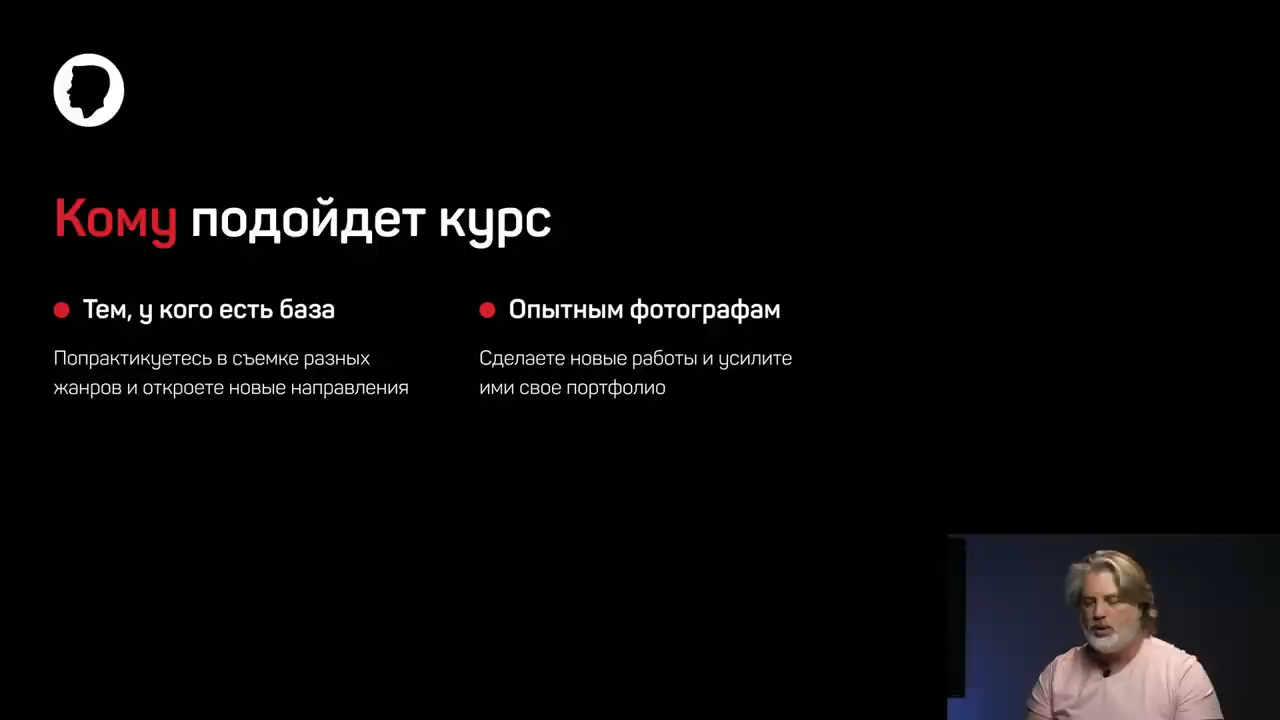 Кому подойдет курс
Тем, у кого есть база
Попрактикуетесь в съемке разных
жанров и откроете новые направления
Опытным фотографам
Сделаете новые работы и усилите
ими свое портфолио